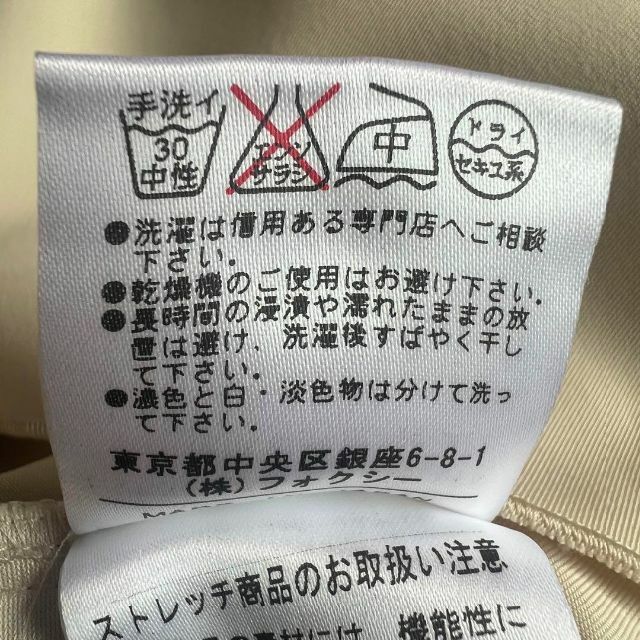 手洗イ
30
中性
エンソ
サラシ
中
ドライ
セキユ系
●洗濯は信用ある専門店へご相談
下さい。
●乾燥機のご使用はお避け下さい。
●長時間の浸漬や濡れたままの放
置は避け、洗濯後すばやく干し
て下さい。
●濃色と白・淡色物は分けて洗っ
て下さい。
東京都中央区銀座6-8-1
(株)フォクシー
ストレッチ商品のお取扱い注意
には、機能性に